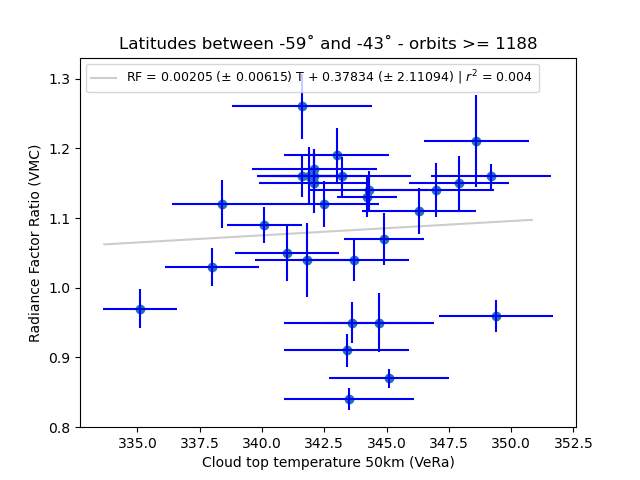 Latitudes between -59˚ and -43˚ - orbits >= 1188
RF = 0.00205 (± 0.00615) T + 0.37834 (± 2.11094) | r² = 0.004
Radiance Factor Ratio (VMC)
1.3
1.2
1.1
1.0
0.9
0.8
335.0 337.5 340.0 342.5 345.0 347.5 350.0 352.5
Cloud top temperature 50km (VeRa)